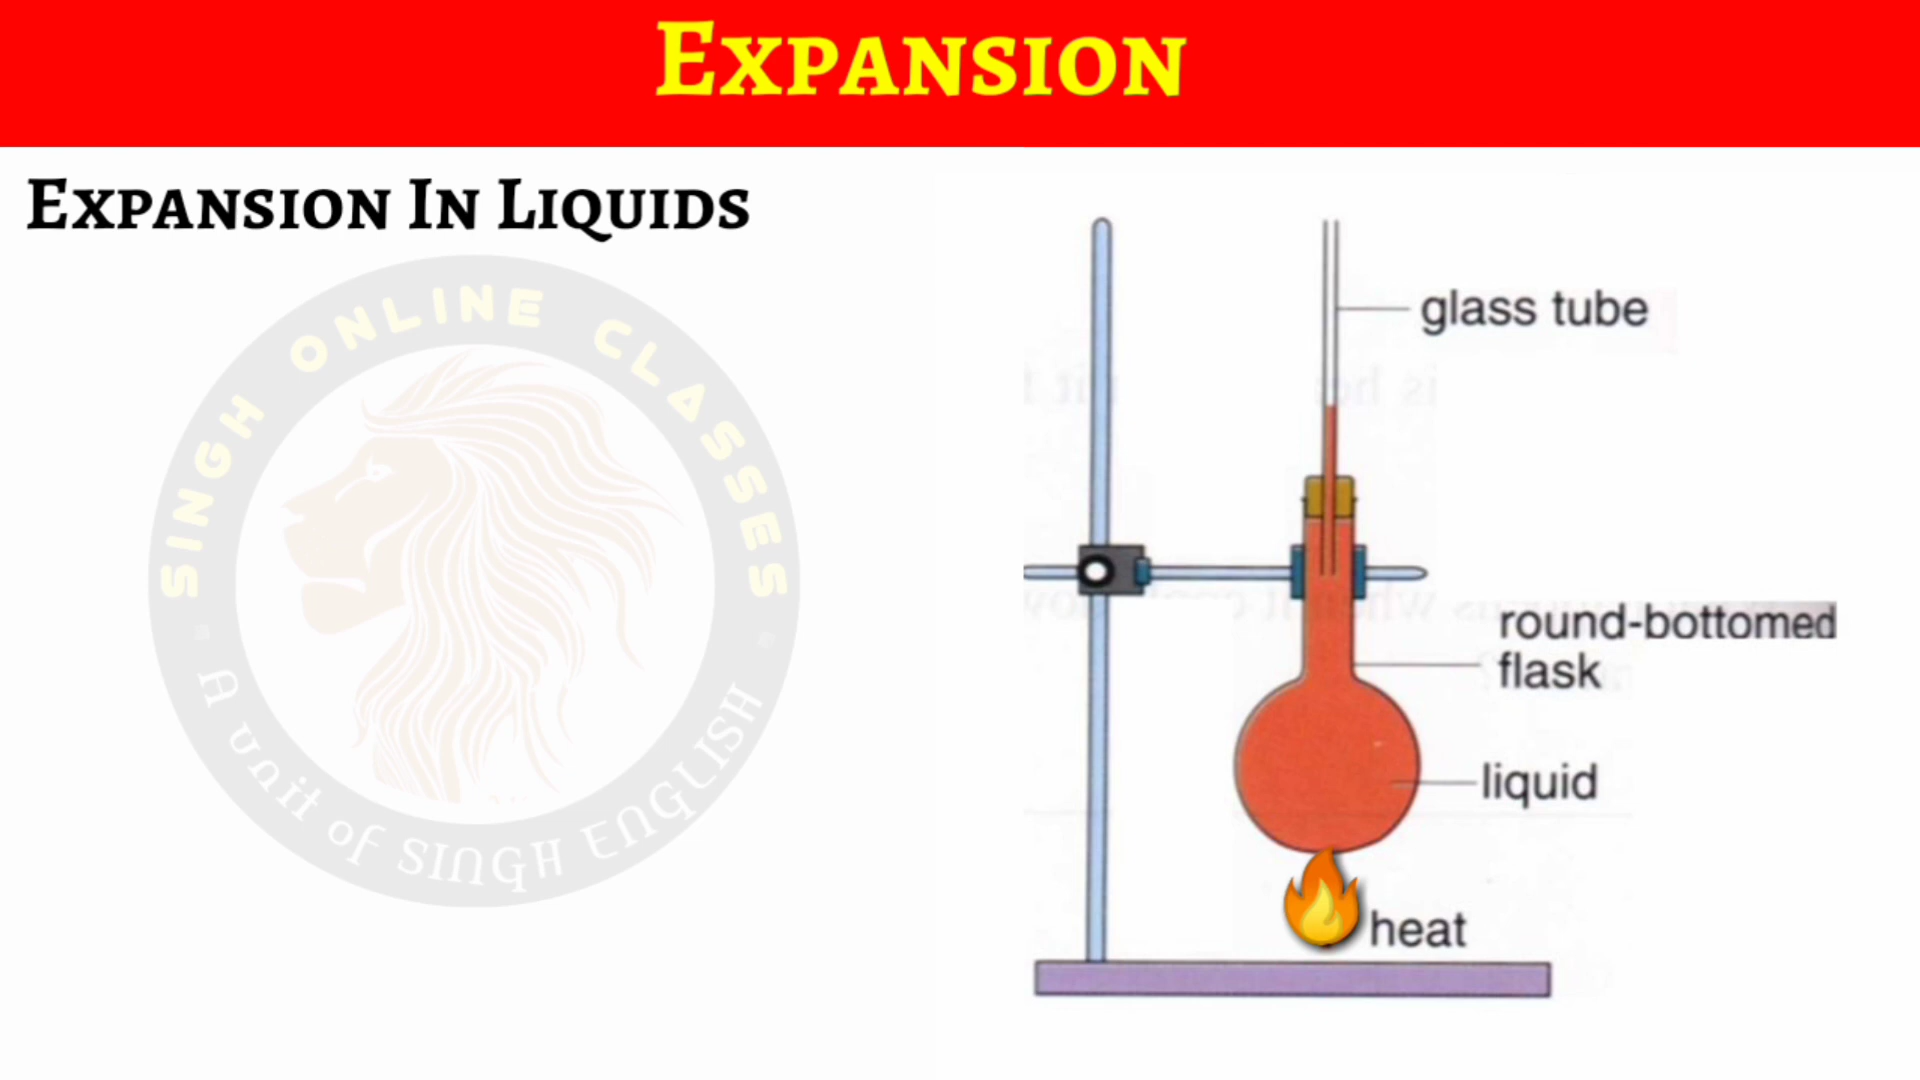 Expansion
Expansion In Liquids
SINGH ONLINE CLASSES
A unit of SINGH ENGLISH
glass tube
round-bottomed
flask
liquid
heat